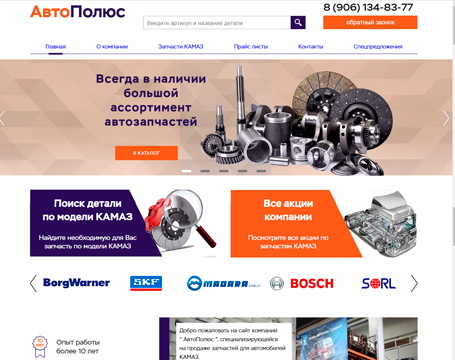 АвтоПолюс
Введите артикул и название детали
8 (906) 134-83-77
обратный звонок
Главная
О компании
Запчасти КАМАЗ
Прайс листы
Контакты
Спецпредложения
Всегда в наличии
большой
ассортимент
автозапчастей
В КАТАЛОГ
Поиск детали
по модели КАМАЗ
Найдите необходимую для Вас
запчасть по модели КАМАЗ
Все акции
компании
Посмотрите все акции по
запчастям КАМАЗ
BorgWarner
SKF
MADARA
BOSCH
SORL
10
лет
Опыт работы
более 10 лет
Добро пожаловать на сайт компании
" АвтоПолюс ", специализирующейся
на продаже запчастей для автомобилей
КАМАЗ.